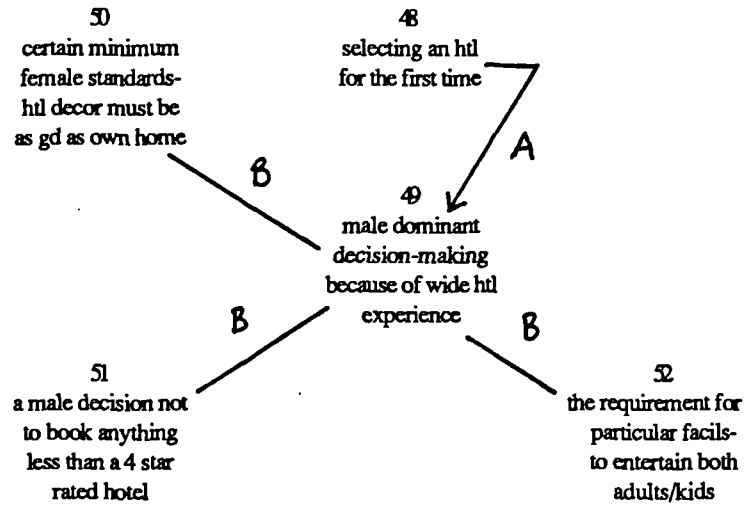 50
certain minimum
female standards-
htl decor must be
as gd as own home
48
selecting an htl
for the first time
A
B
49
male dominant
decision-making
because of wide htl
experience
B
B
51
a male decision not
to book anything
less than a 4 star
rated hotel
52
the requirement for
particular facils-
to entertain both
adults/kids